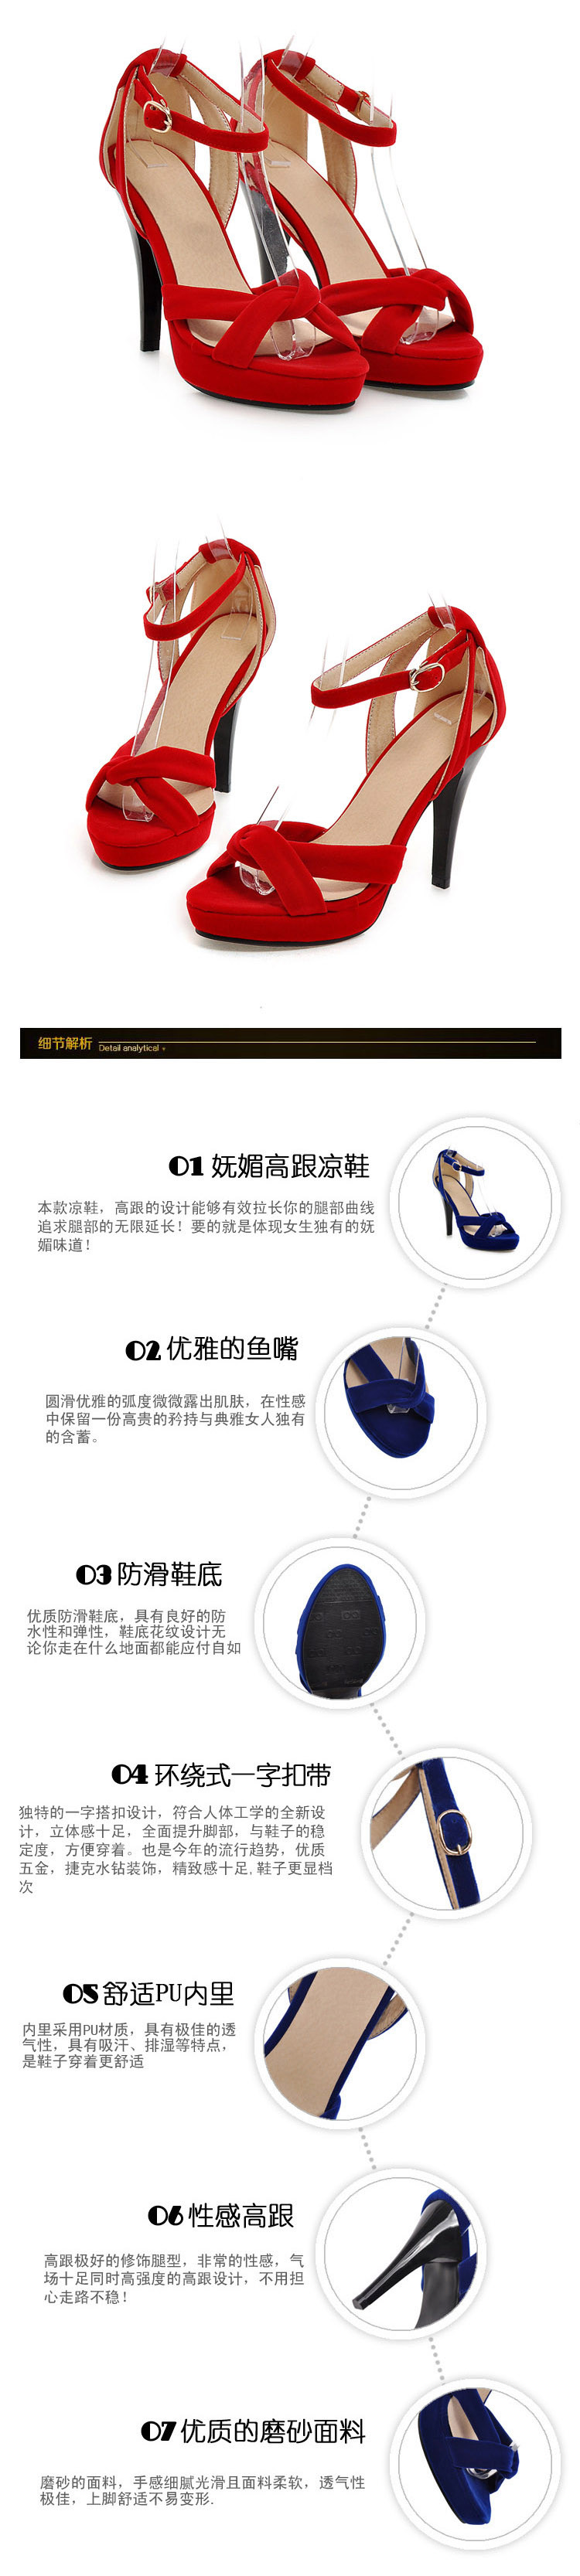 细节解析 Detail analytical
01 妩媚高跟凉鞋
本款凉鞋，高跟的设计能够有效拉长你的腿部曲线
追求腿部的无限延长！要的就是体现女生独有的妩
媚味道！
02 优雅的鱼嘴
圆滑优雅的弧度微微露出肌肤，在性感
中保留一份高贵的矜持与典雅女人独有
的含蓄。
03 防滑鞋底
优质防滑鞋底，具有良好的防
水性和弹性，鞋底花纹设计无
论你走在什么地面都能应付自如
04 环绕式一字扣带
独特的一字搭扣设计，符合人体工学的全新设
计，立体感十足，全面提升脚部，与鞋子的稳
定度，方便穿着。也是今年的流行趋势，优质
五金，捷克水钻装饰，精致感十足,鞋子更显档
次
05 舒适PU内里
内里采用PU材质，具有极佳的透
气性，具有吸汗、排湿等特点，
是鞋子穿着更舒适
06 性感高跟
高跟极好的修饰腿型，非常的性感，气
场十足同时高强度的高跟设计，不用担
心走路不稳！
07 优质的磨砂面料
磨砂的面料，手感细腻光滑且面料柔软，透气性
极佳，上脚舒适不易变形.